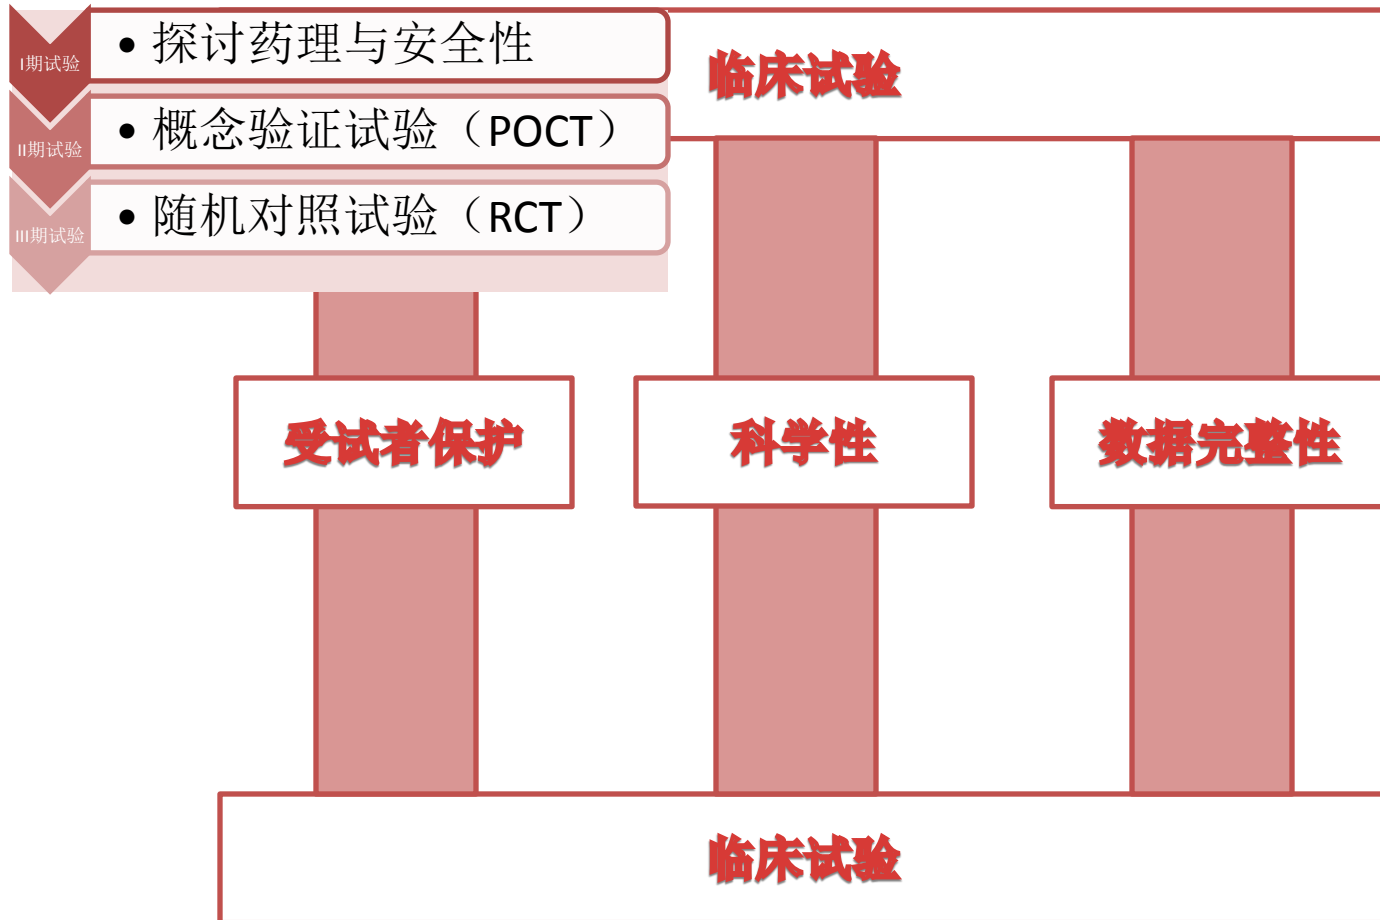 I期试验
• 探讨药理与安全性
II期试验
• 概念验证试验（POCT）
III期试验
• 随机对照试验（RCT）
临床试验
受试者保护
科学性
数据完整性
临床试验